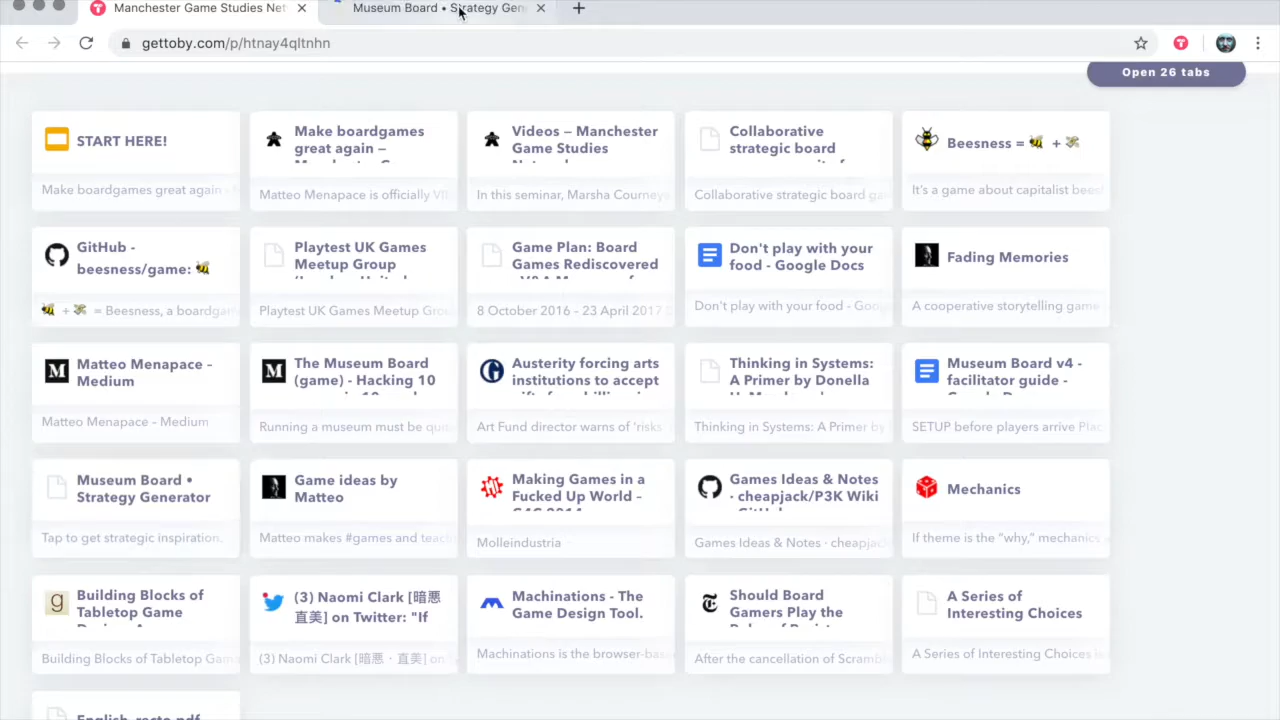 Manchester Game Studies Net
Museum Board • Strategy Gen
gettoby.com/p/htnay4qltnhn
Open 26 tabs
START HERE!
Make boardgames great again -
Make boardgames
great again –
Matteo Menapace is officially VI
Videos – Manchester
Game Studies
In this seminar, Marsha Courneye
Collaborative
strategic board
Collaborative strategic board ga
Beesness = 🐝 + 💸
It's a game about capitalist bees!
GitHub -
beesness/game: 🐝
🐝 + 💸 = Beesness, a boardgam
Playtest UK Games
Meetup Group
Playtest UK Games Meetup Grou
Game Plan: Board
Games Rediscovered
8 October 2016 – 23 April 2017
Don't play with your
food - Google Docs
Don't play with your food - Goog
Fading Memories
A cooperative storytelling game
Matteo Menapace –
Medium
Matteo Menapace – Medium
The Museum Board
(game) - Hacking 10
Running a museum must be quit
Austerity forcing arts
institutions to accept
Art Fund director warns of 'risks
Thinking in Systems:
A Primer by Donella
Thinking in Systems: A Primer by
Museum Board v4 -
facilitator guide -
SETUP before players arrive Plac
Museum Board •
Strategy Generator
Tap to get strategic inspiration.
Game ideas by
Matteo
Matteo makes #games and teac
Making Games in a
Fucked Up World –
Molleindustria
Games Ideas & Notes
· cheapjack/P3K Wiki
Games Ideas & Notes · cheapjac
Mechanics
If theme is the "why," mechanics
Building Blocks of
Tabletop Game
Building Blocks of Tabletop Gam
(3) Naomi Clark [暗悪
直美] on Twitter: "If
(3) Naomi Clark [暗悪・直美] on
Machinations - The
Game Design Tool.
Machinations is the browser-bas
Should Board
Gamers Play the
After the cancellation of Scramb
A Series of
Interesting Choices
A Series of Interesting Choices i
English-recto.pdf